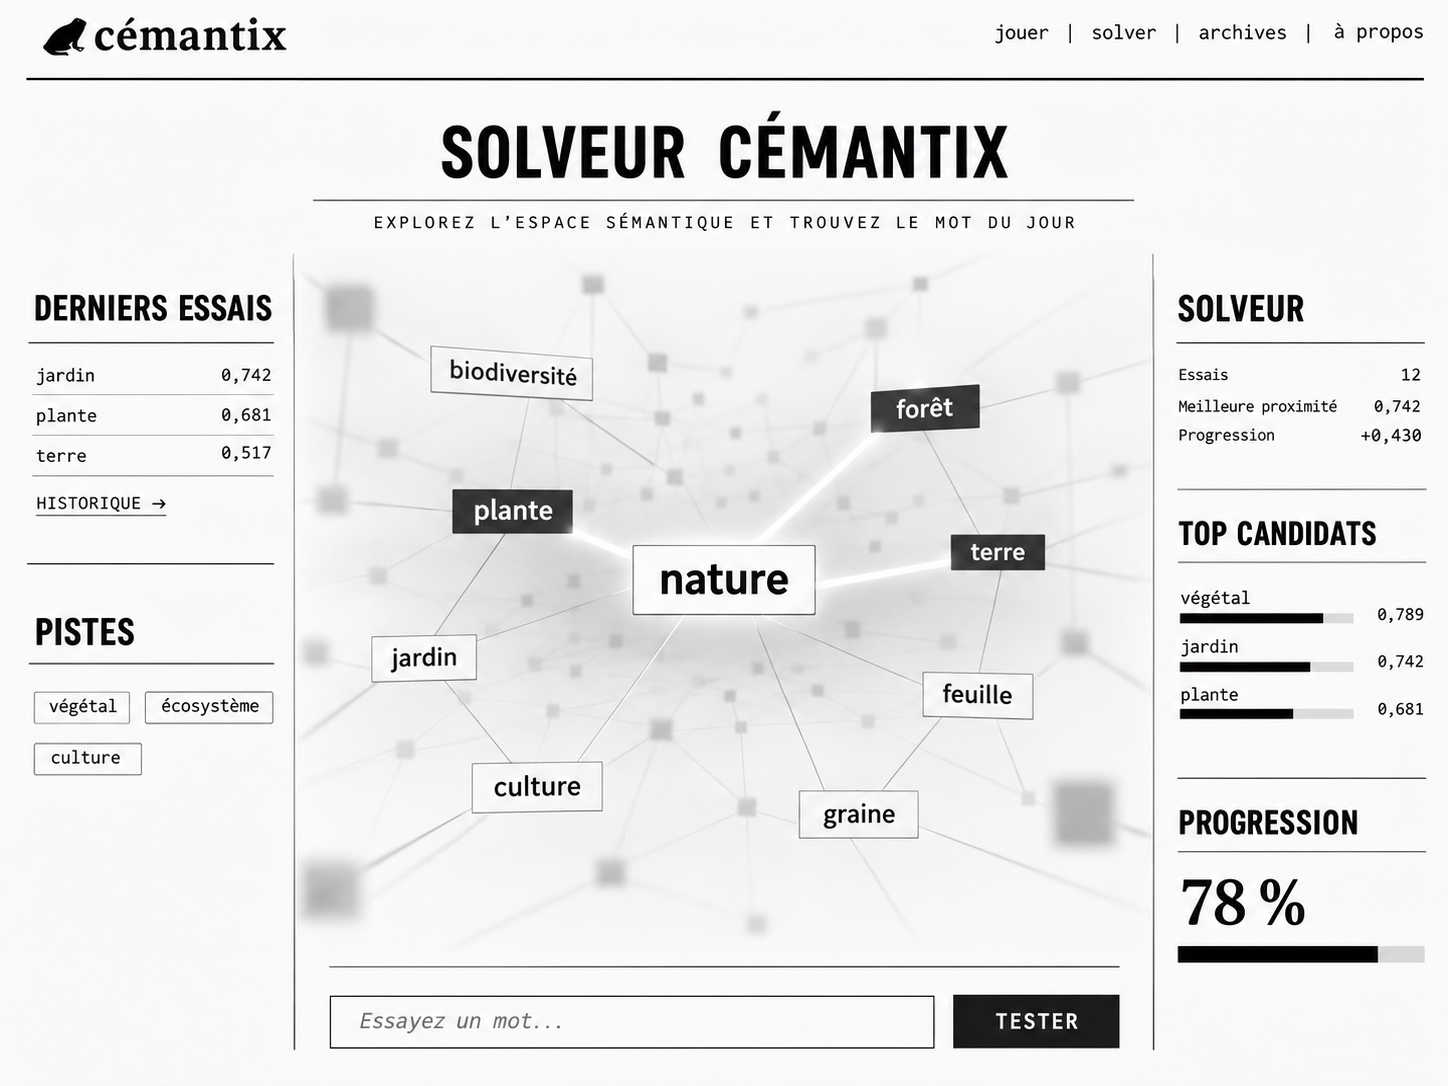 cémantix
jouer | solver | archives | à propos
SOLVEUR CÉMANTIX
EXPLOREZ L’ESPACE SÉMANTIQUE ET TROUVEZ LE MOT DU JOUR
DERNIERS ESSAIS
jardin 0,742
plante 0,681
terre 0,517
HISTORIQUE →
PISTES
végétal écosystème
culture
biodiversité
forêt
plante
terre
nature
jardin
feuille
culture
graine
Essayez un mot...
TESTER
SOLVEUR
Essais 12
Meilleure proximité 0,742
Progression +0,430
TOP CANDIDATS
végétal 0,789
jardin 0,742
plante 0,681
PROGRESSION
78 %